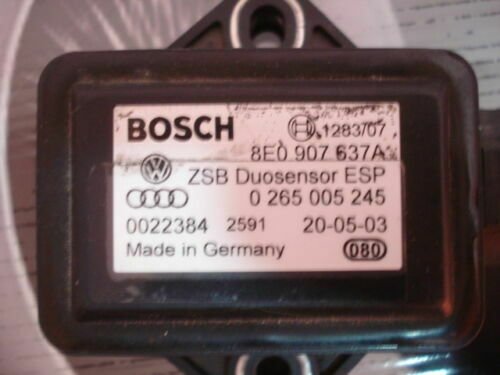 BOSCH
1283/07
8E0 907 637A
ZSB Duosensor ESP
0 265 005 245
0022384 2591 20-05-03
Made in Germany 080